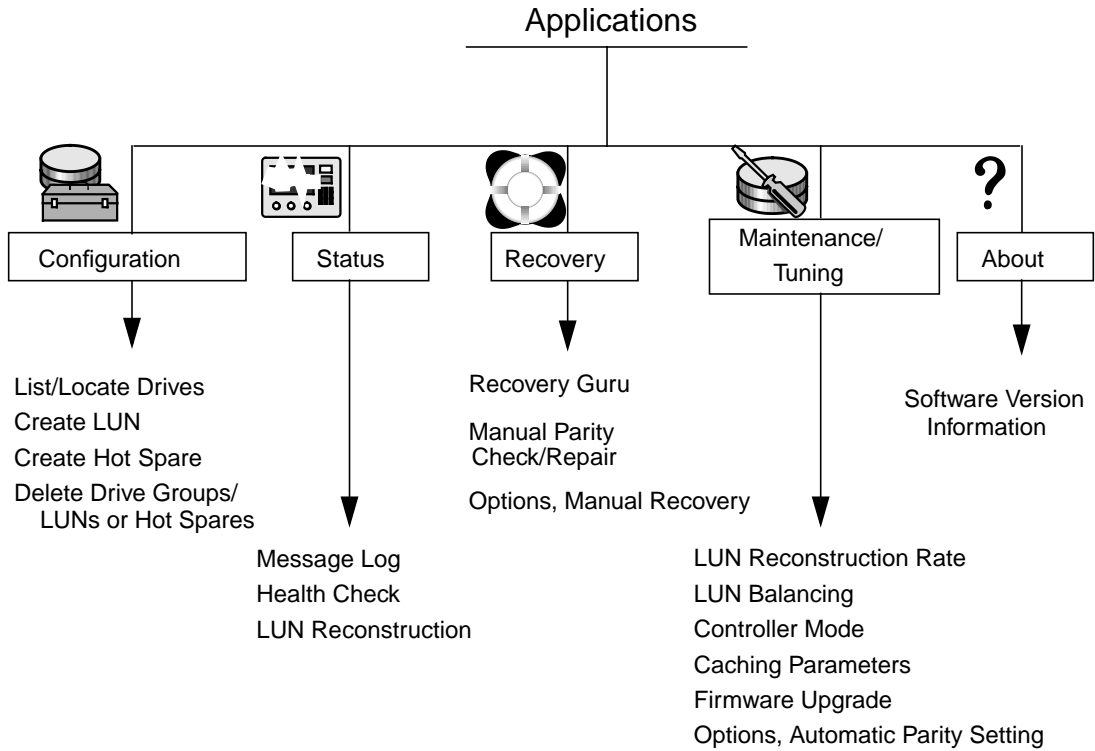 Applications
Configuration
Status
Recovery
Maintenance/
Tuning
?
About
List/Locate Drives
Create LUN
Create Hot Spare
Delete Drive Groups/
LUNs or Hot Spares
Message Log
Health Check
LUN Reconstruction
Recovery Guru
Manual Parity
Check/Repair
Options, Manual Recovery
LUN Reconstruction Rate
LUN Balancing
Controller Mode
Caching Parameters
Firmware Upgrade
Options, Automatic Parity Setting
Software Version
Information